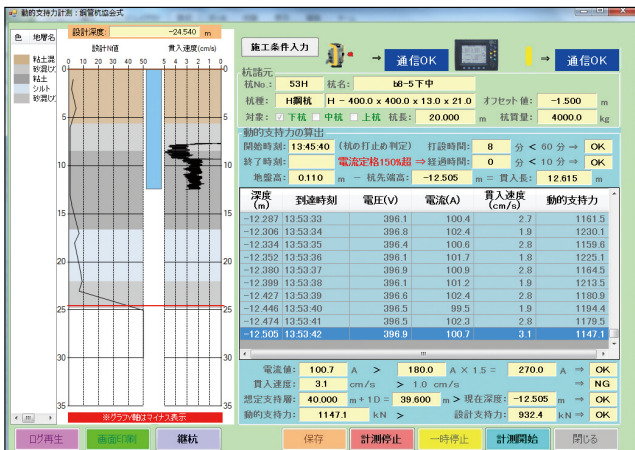 動的支持力計測：鋼管杭協会式
色 地層名
粘土混
砂混じり
粘土
シルト
砂混じり
設計深度： -24.540 m
設計N値 貫入速度(cm/s)
0 10 20 30 40 50 5 4 3 2 1 0
0
5
10
15
20
25
30
35
※グラフ軸はマイナス表示
施工条件入力 → 通信OK ⇒ 通信OK
杭諸元
杭No.： 53H 杭名： b8-5下中
杭種： H鋼杭 H － 400.0 x 400.0 x 13.0 x 21.0 オフセット値： -1.500 m
対象： 下杭 中杭 上杭 杭長： 20.000 m 杭質量： 4000.0 kg
動的支持力の算出
開始時刻： 13:45:40 (杭の打止め判定) 打設時間： 8 分 < 60 分 ⇒ OK
終了時刻： 電流定格150%超 ⇒ 経過時間： 0 分 < 10 分 ⇒ OK
地盤高： 0.110 m － 杭先端高： -12.505 m = 貫入長： 12.615 m
深度(m) 到達時刻 電圧(V) 電流(A) 貫入速度(cm/s) 動的支持力
-12.287 13:53:33 396.1 100.4 2.7 1161.5
-12.306 13:53:34 396.8 102.4 1.9 1230.1
-12.334 13:53:35 396.4 100.6 2.8 1159.6
-12.352 13:53:36 396.1 101.7 1.8 1225.1
-12.380 13:53:37 396.9 100.9 2.8 1164.5
-12.399 13:53:38 396.1 101.2 1.9 1213.5
-12.427 13:53:39 396.6 102.4 2.8 1180.9
-12.446 13:53:40 396.5 99.5 1.9 1194.4
-12.474 13:53:41 396.5 102.3 2.8 1179.5
-12.505 13:53:42 396.9 100.7 3.1 1147.1
電流値： 100.7 A > 180.0 A X 1.5 = 270.0 A ⇒ OK
貫入速度： 3.1 cm/s > 1.0 cm/s ⇒ NG
想定支持層： 40.000 m + 1D = 39.600 m > 現在深度： -12.505 m ⇒ OK
動的支持力： 1147.1 kN > 設計支持力： 932.4 kN ⇒ OK
ログ再生 画面印刷 継杭 保存 計測停止 一時停止 計測開始 閉じる